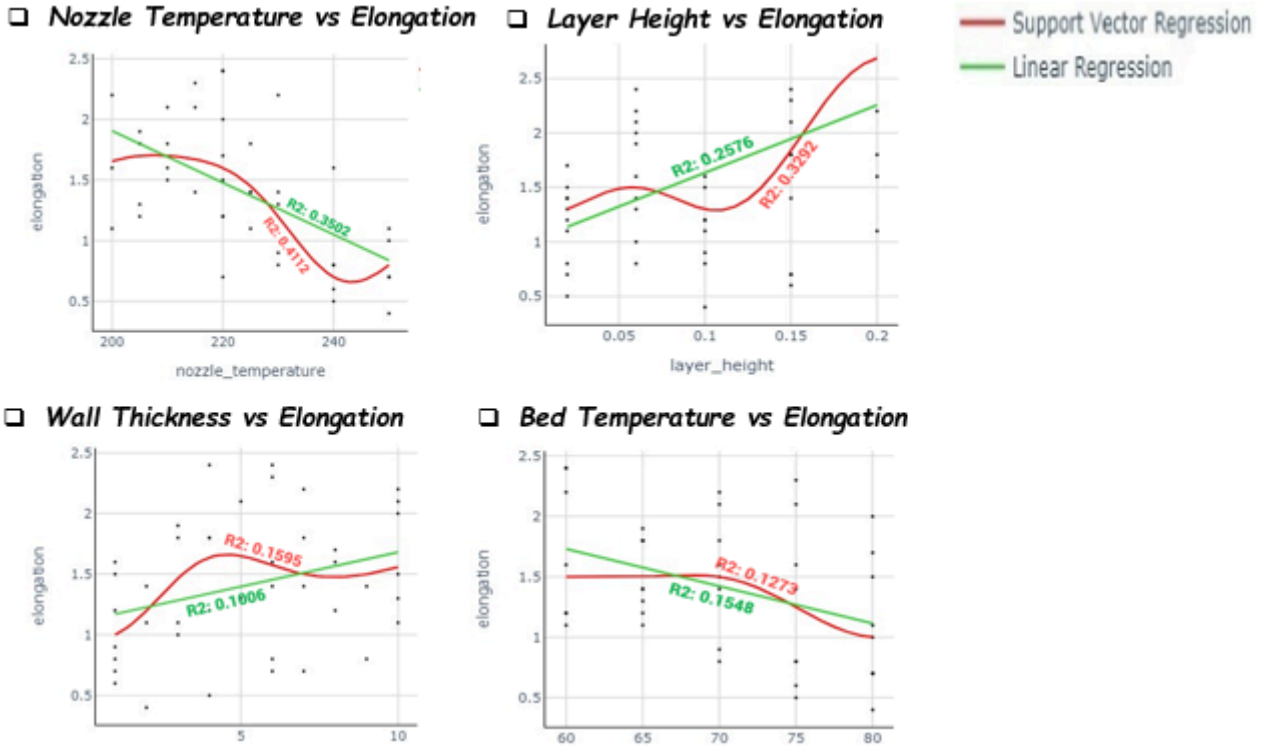 ❑ Nozzle Temperature vs Elongation
❑ Layer Height vs Elongation
Support Vector Regression
Linear Regression
2.5
2
1.5
1
0.5
elongation
R2: 0.3502
R2: 0.4112
200
220
240
nozzle_temperature
2.5
2
1.5
1
0.5
elongation
R2: 0.2576
R2: 0.3292
0.05
0.1
0.15
0.2
layer_height
❑ Wall Thickness vs Elongation
❑ Bed Temperature vs Elongation
2.5
2
1.5
1
0.5
elongation
R2: 0.1595
R2: 0.1006
5
10
2.5
2
1.5
1
0.5
elongation
R2: 0.1273
R2: 0.1548
60
65
70
75
80